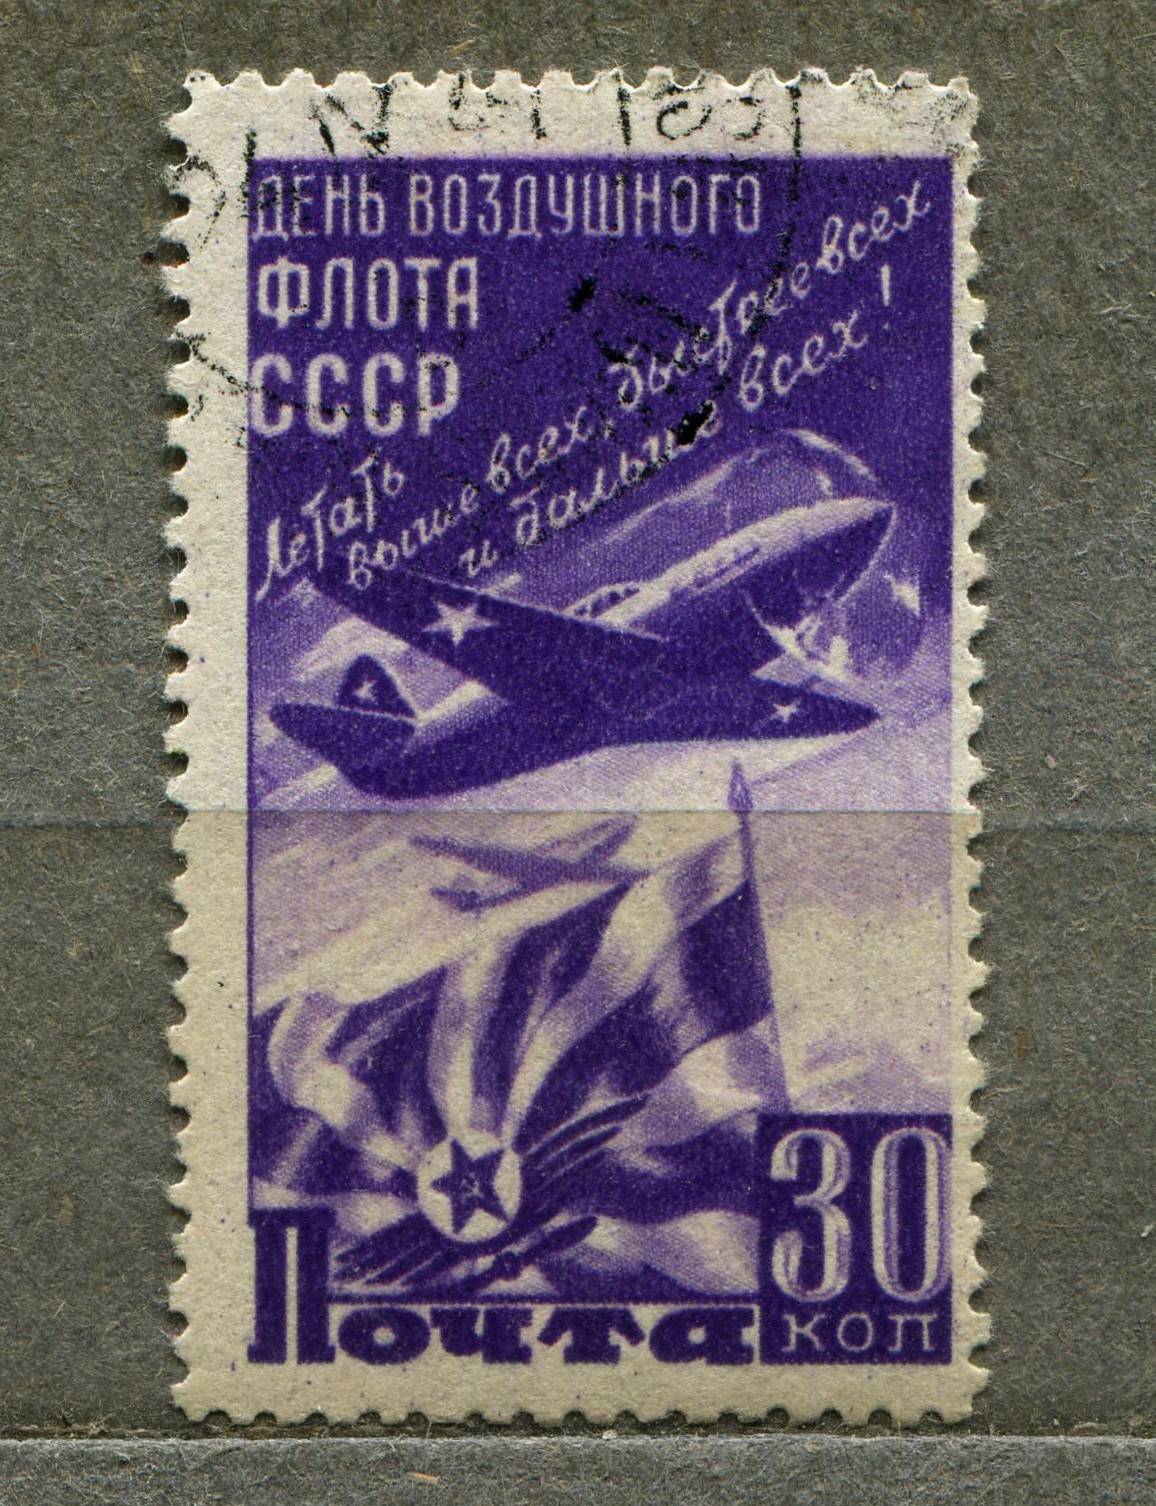 ДЕНЬ ВОЗДУШНОГО
ФЛОТА
СССР
Летать
выше всех, быстрее всех
и дальше всех!
30
КОП
Почта